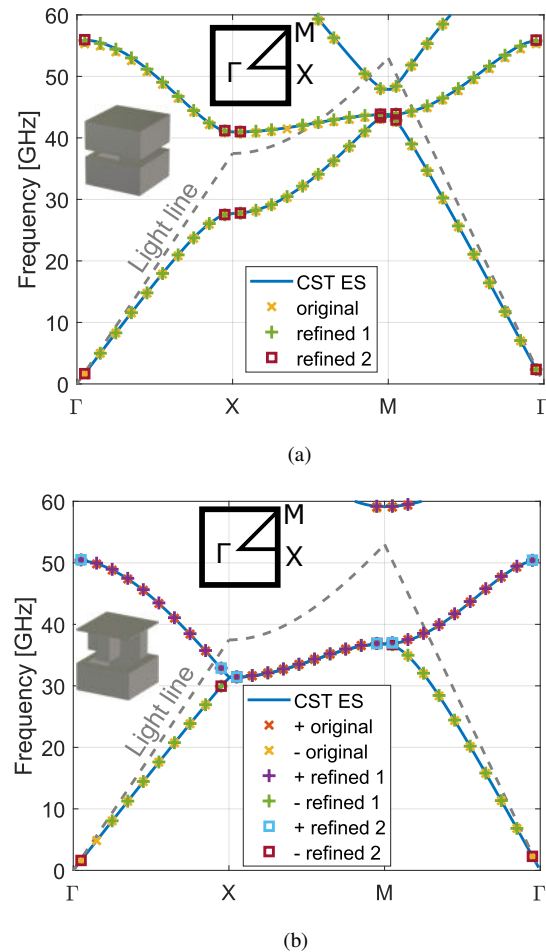 60
50
40
30
20
10
0
Frequency [GHz]
Γ
X
M
Γ
M
Γ
X
Light line
CST ES
original
refined 1
refined 2
(a)
60
50
40
30
20
10
0
Frequency [GHz]
Γ
X
M
Γ
M
Γ
X
Light line
CST ES
+ original
- original
+ refined 1
- refined 1
+ refined 2
- refined 2
(b)